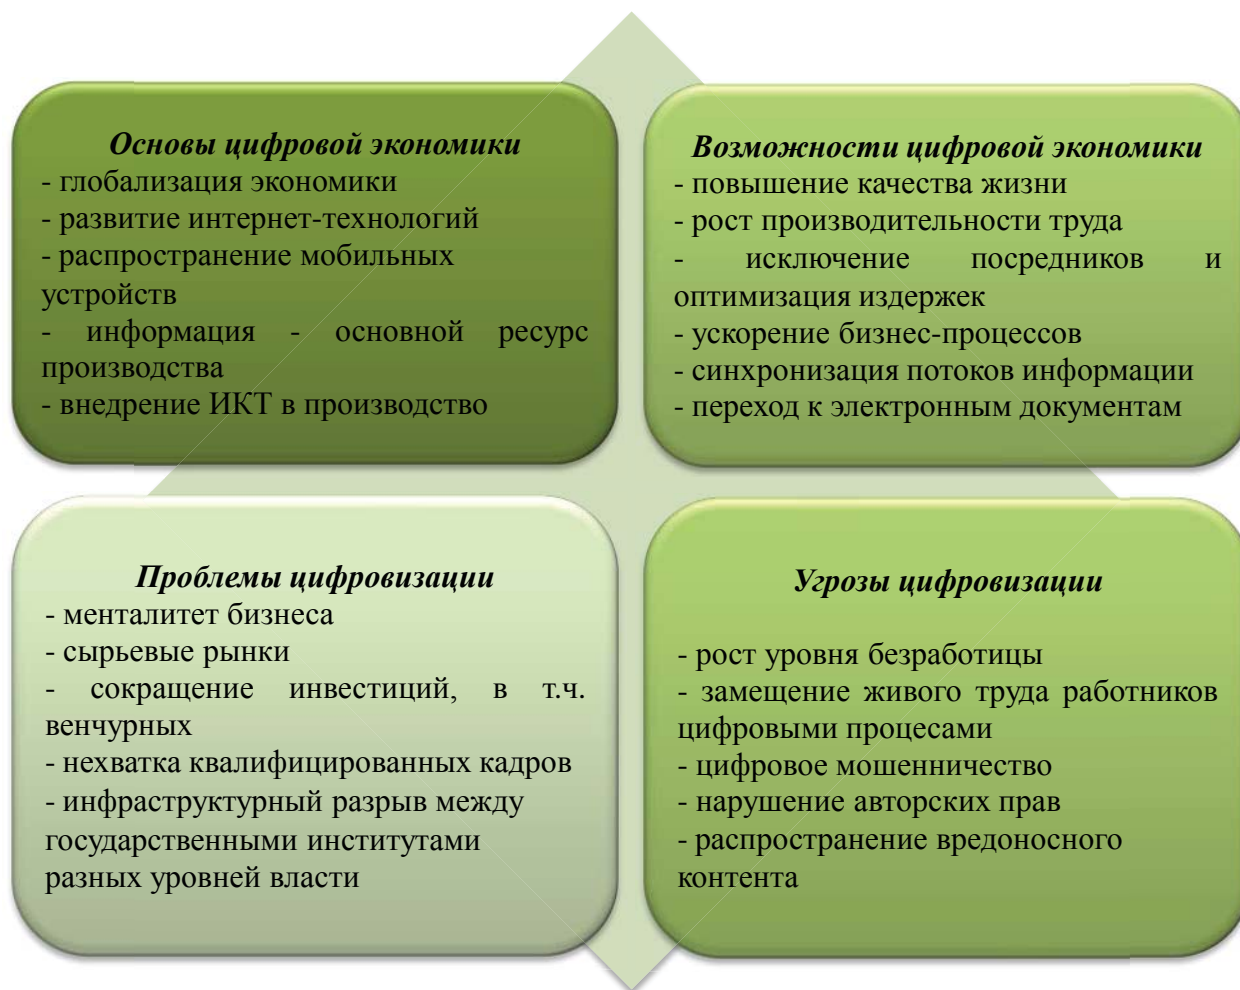 Основы цифровой экономики
- глобализация экономики
- развитие интернет-технологий
- распространение мобильных
устройств
- информация - основной ресурс
производства
- внедрение ИКТ в производство
Возможности цифровой экономики
- повышение качества жизни
- рост производительности труда
- исключение посредников и
оптимизация издержек
- ускорение бизнес-процессов
- синхронизация потоков информации
- переход к электронным документам
Проблемы цифровизации
- менталитет бизнеса
- сырьевые рынки
- сокращение инвестиций, в т.ч.
венчурных
- нехватка квалифицированных кадров
- инфраструктурный разрыв между
государственными институтами
разных уровней власти
Угрозы цифровизации
- рост уровня безработицы
- замещение живого труда работников
цифровыми процесами
- цифровое мошенничество
- нарушение авторских прав
- распространение вредоносного
контента